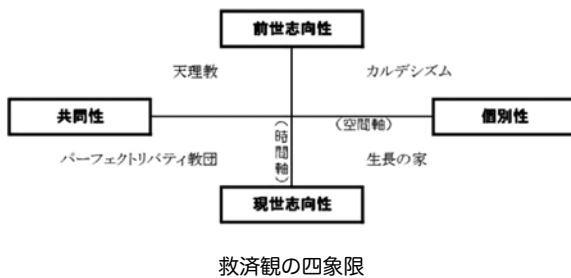 前世志向性
天理教
カルデシズム
共同性
(時間軸)
(空間軸)
個別性
パーフェクトリバティ教団
生長の家
現世志向性
救済観の四象限